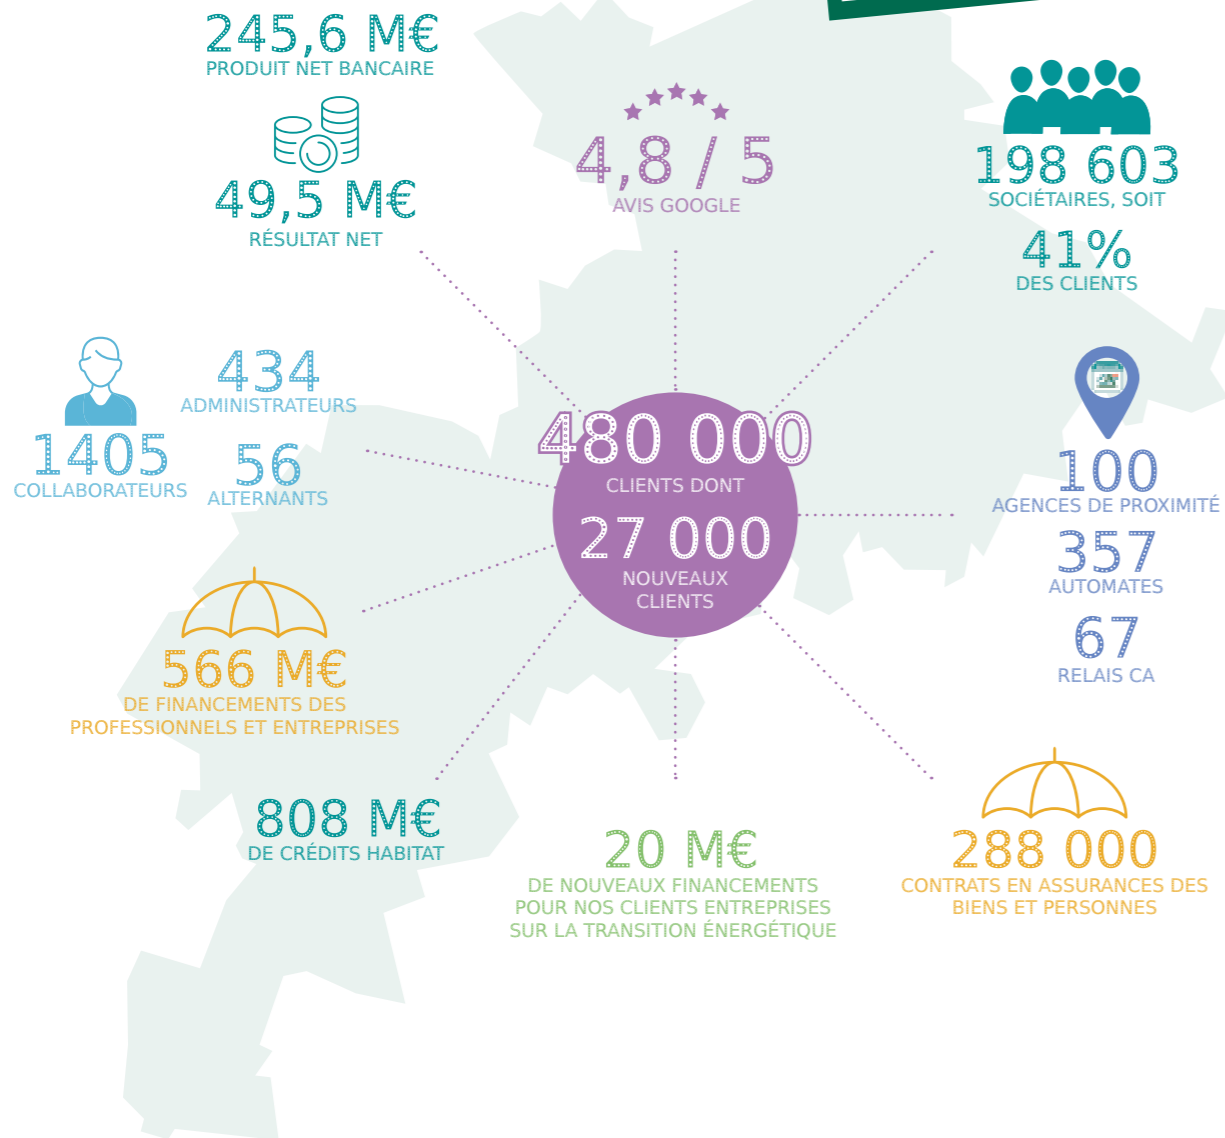 245,6 M€
PRODUIT NET BANCAIRE
49,5 M€
RÉSULTAT NET
4,8 / 5
AVIS GOOGLE
198 603
SOCIÉTAIRES, SOIT
41%
DES CLIENTS
1405
COLLABORATEURS
434
ADMINISTRATEURS
56
ALTERNANTS
480 000
CLIENTS DONT
27 000
NOUVEAUX
CLIENTS
100
AGENCES DE PROXIMITÉ
357
AUTOMATES
67
RELAIS CA
566 M€
DE FINANCEMENTS DES
PROFESSIONNELS ET ENTREPRISES
808 M€
DE CRÉDITS HABITAT
20 M€
DE NOUVEAUX FINANCEMENTS
POUR NOS CLIENTS ENTREPRISES
SUR LA TRANSITION ÉNERGÉTIQUE
288 000
CONTRATS EN ASSURANCES DES
BIENS ET PERSONNES